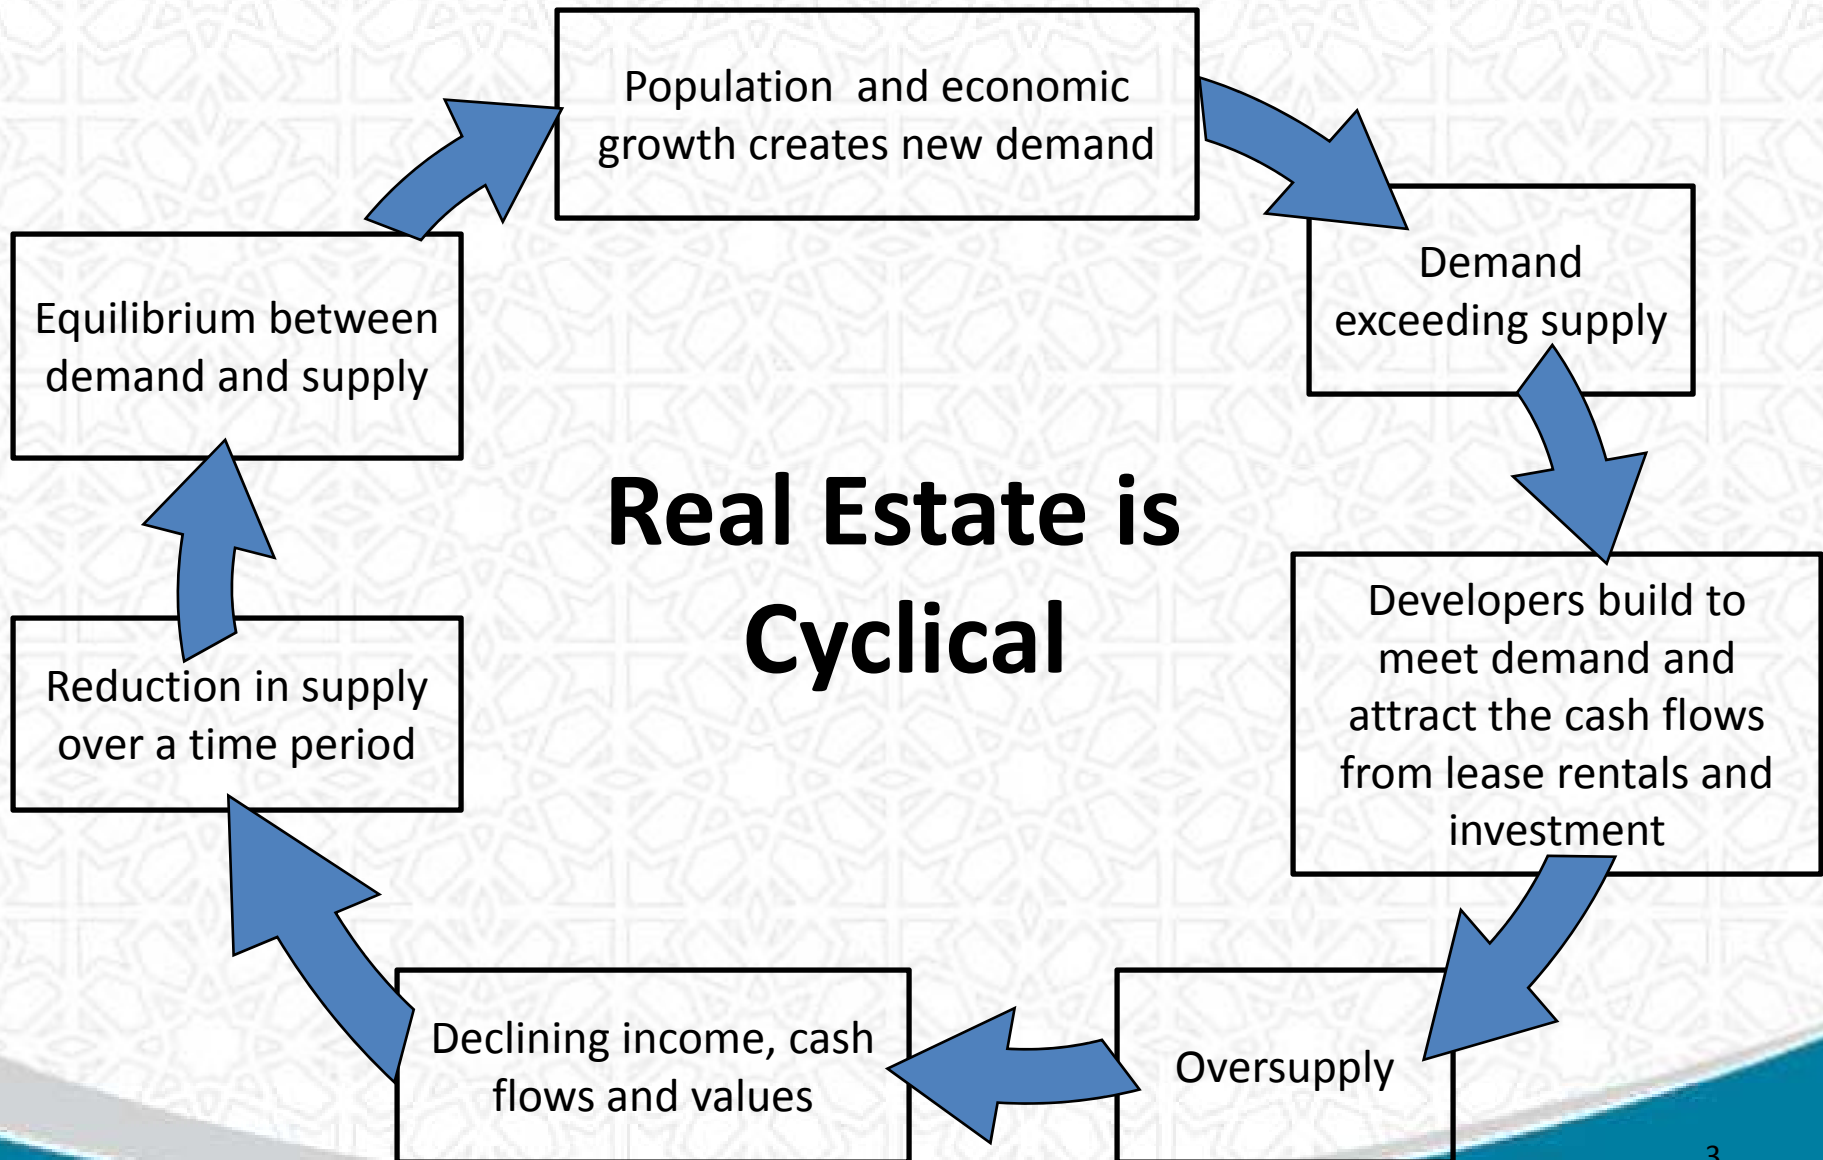 Population and economic
growth creates new demand
Demand
exceeding supply
Developers build to
meet demand and
attract the cash flows
from lease rentals and
investment
Oversupply
Declining income, cash
flows and values
Reduction in supply
over a time period
Equilibrium between
demand and supply
Real Estate is
Cyclical
3